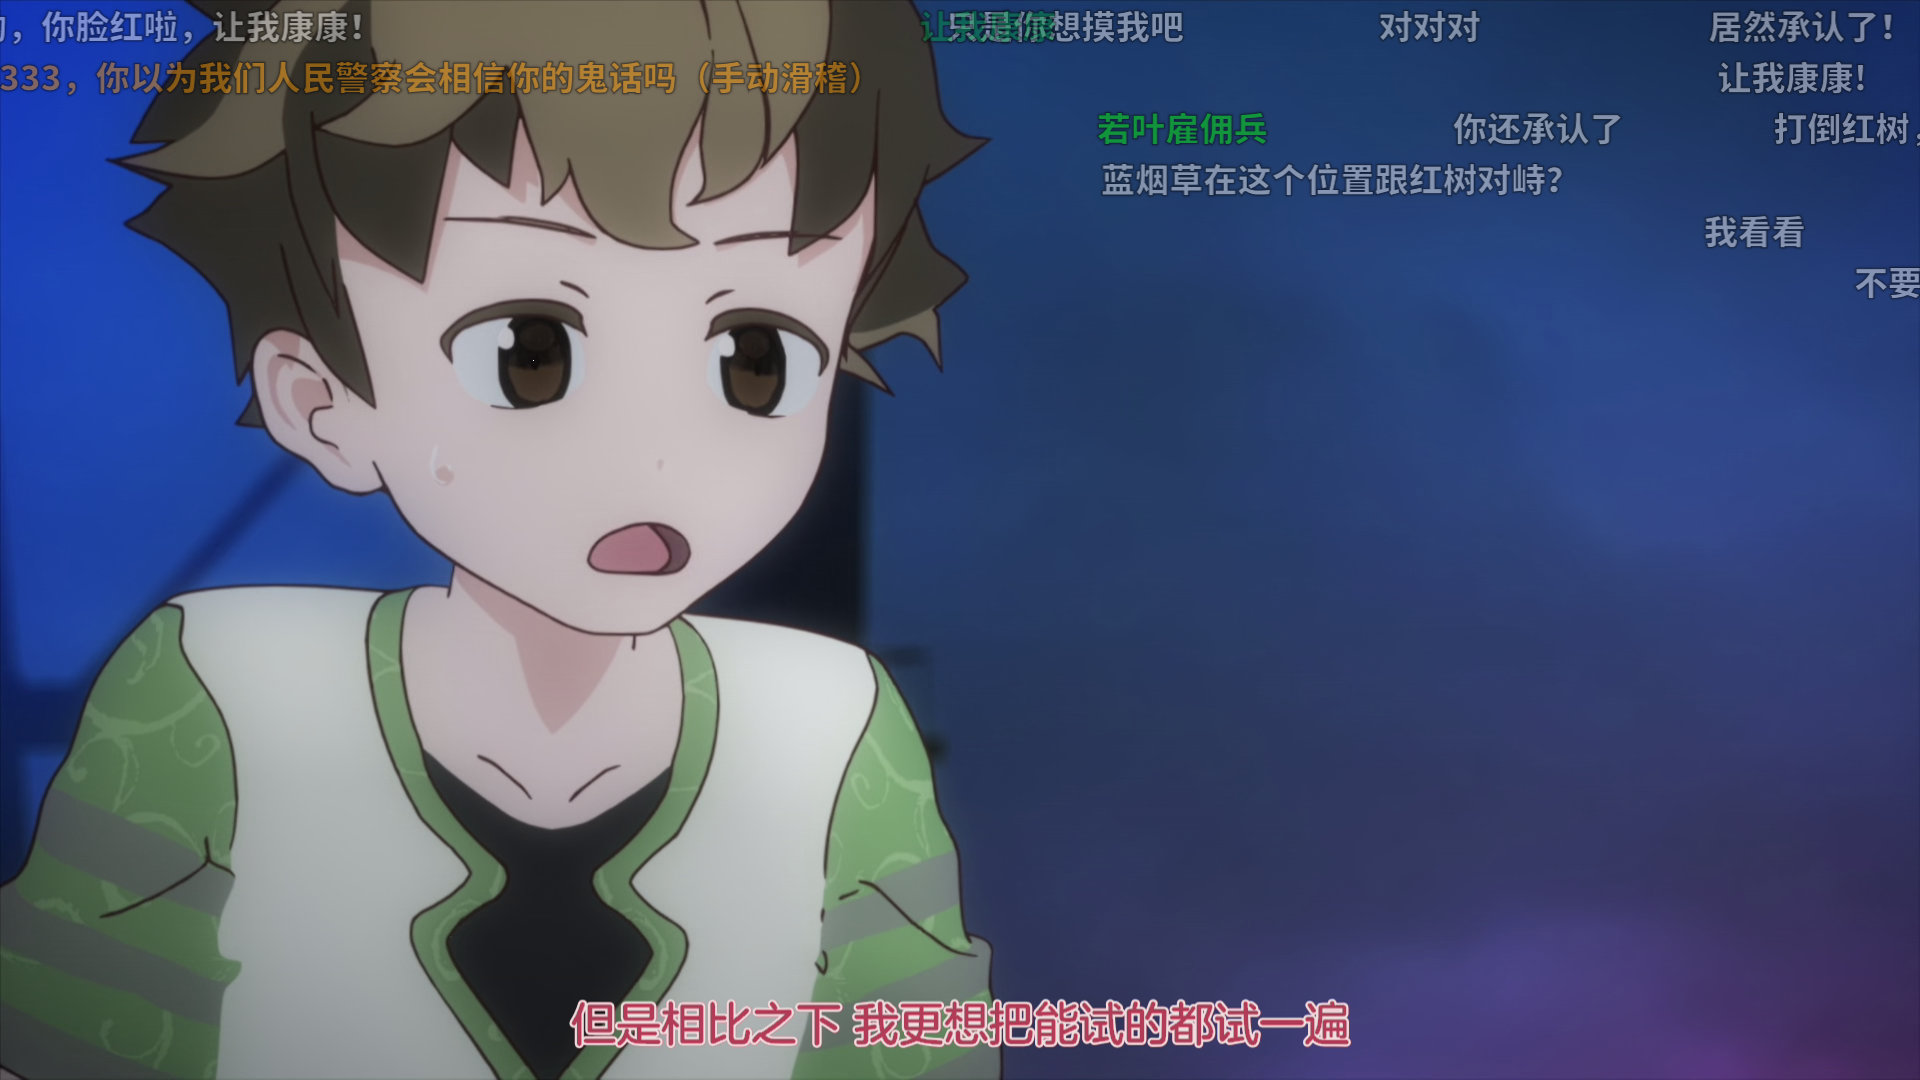 ，你脸红啦，让我康康！
只是你想摸我吧
对对对
居然承认了！
333，你以为我们人民警察会相信你的鬼话吗（手动滑稽）
让我康康！
若叶雇佣兵
你还承认了
打倒红树，
蓝烟草在这个位置跟红树对峙？
我看看
不要
但是相比之下 我更想把能试的都试一遍